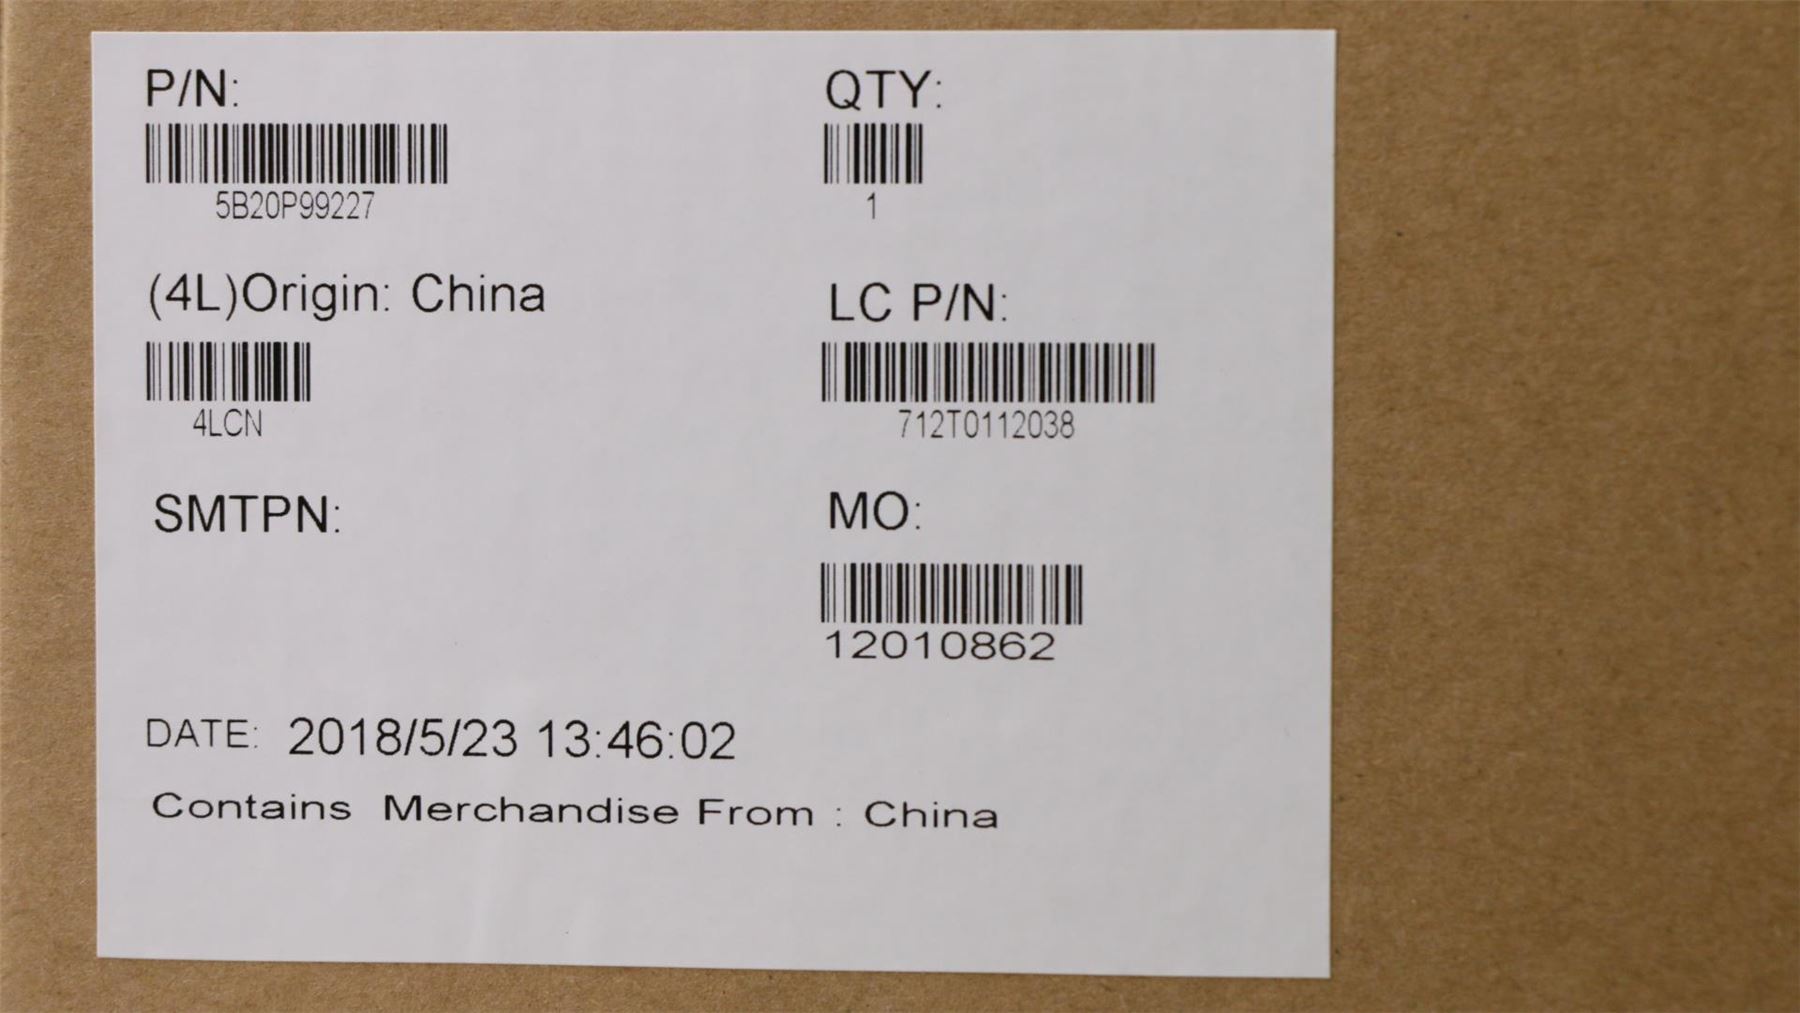 P/N:
5B20P99227
QTY:
1
(4L)Origin: China
4LCN
LC P/N:
712T0112038
SMTPN:
MO:
12010862
DATE: 2018/5/23 13:46:02
Contains Merchandise From : China